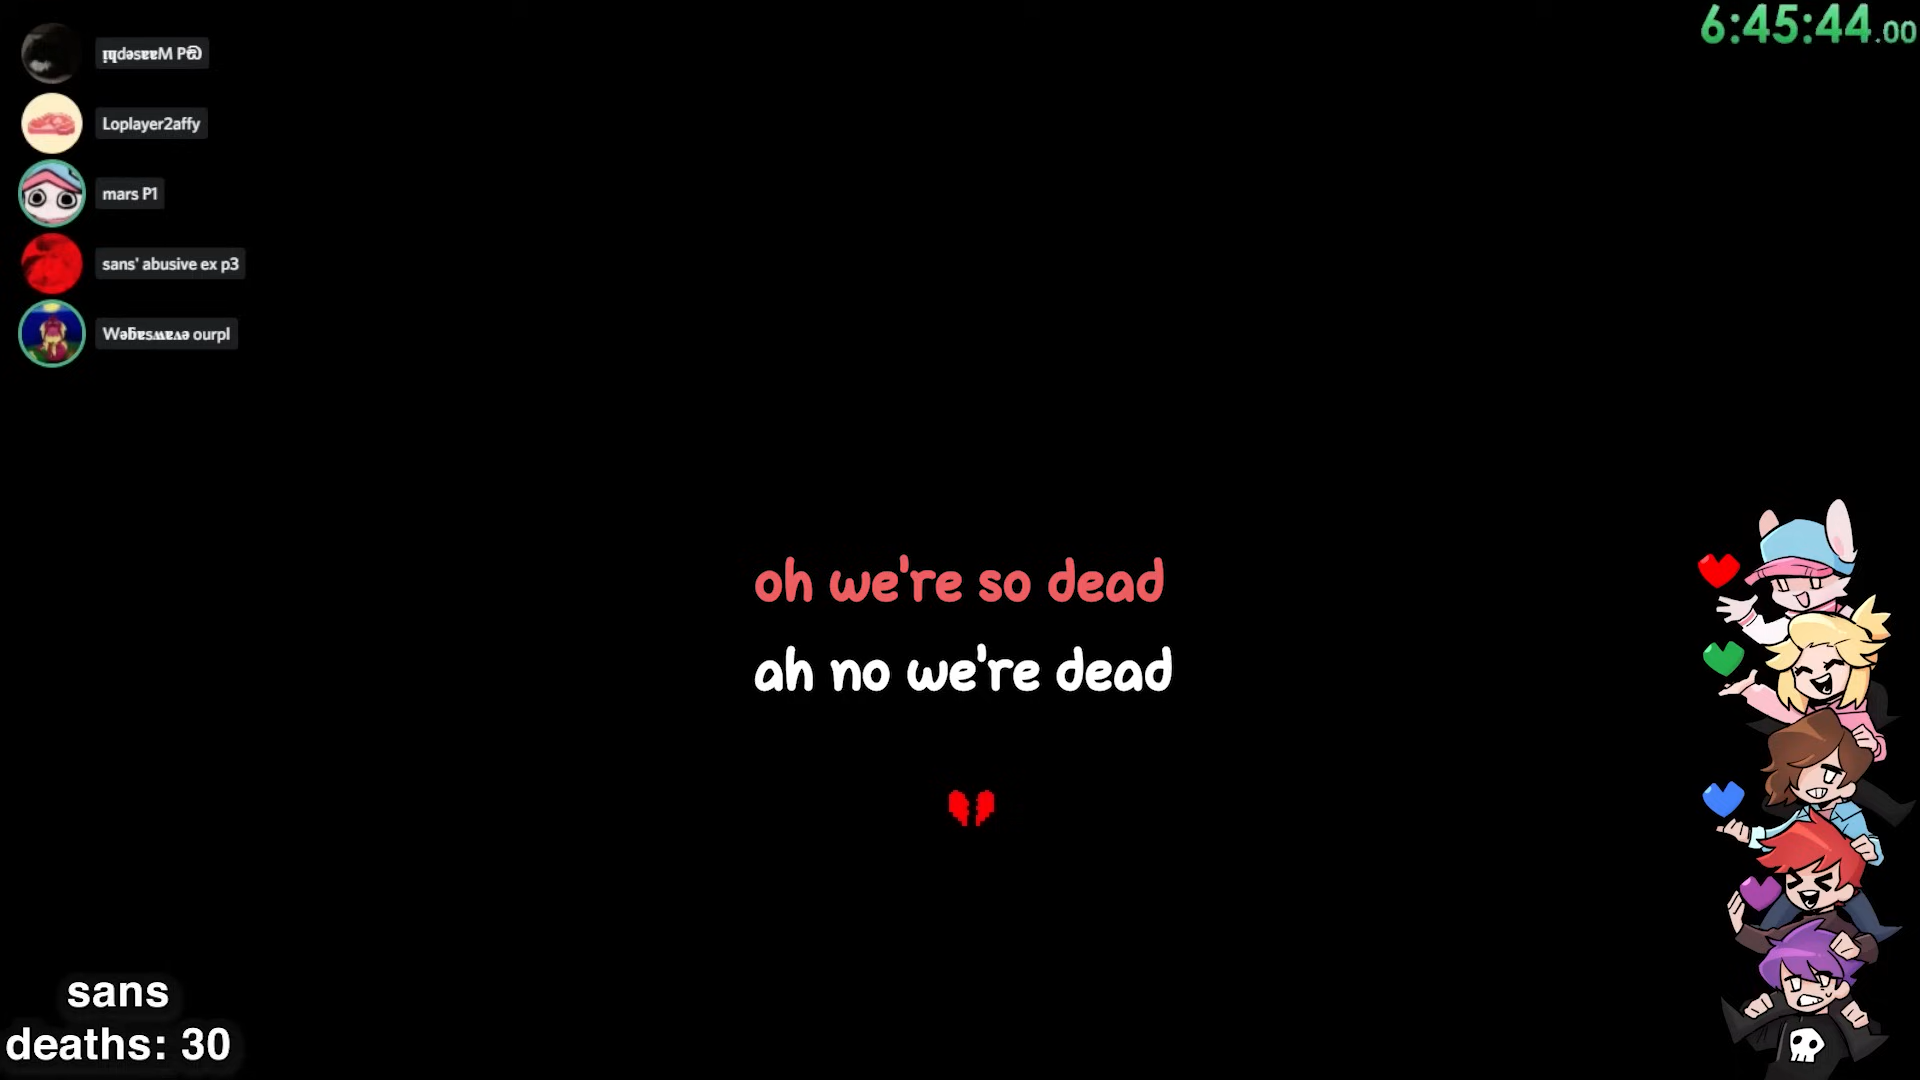 6:45:44.00
Loplayer2affy
mars P1
sans' abusive ex p3
ourpl
oh we're so dead
ah no we're dead
sans
deaths: 30